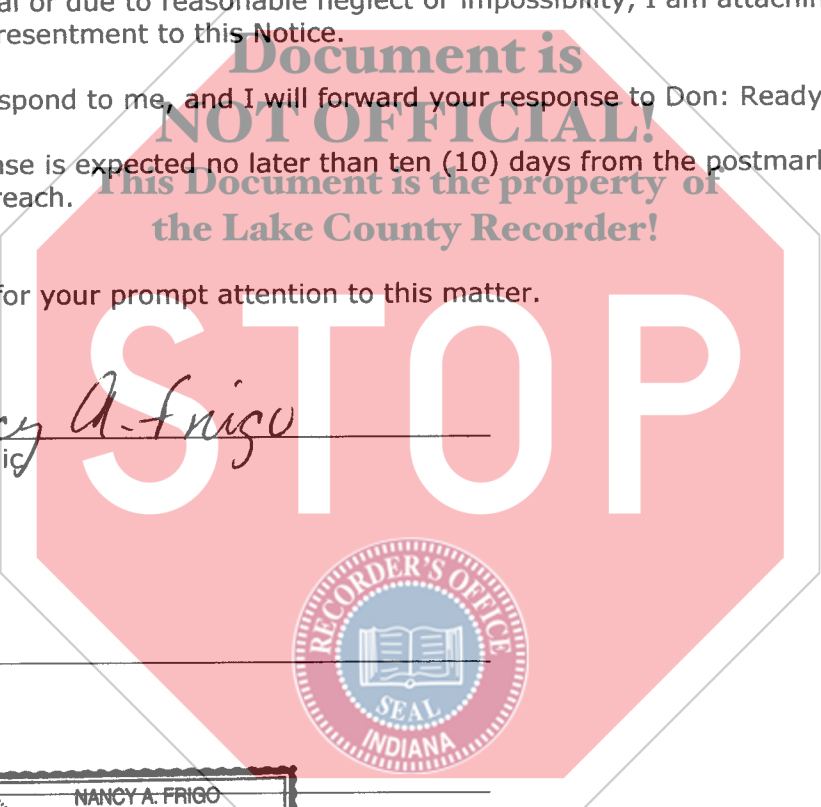 al or due to reasonable neglect or impossibility, I am attachin
resentment to this Notice.
Document is
spond to me, and I will forward your response to Don: Ready
NOT OFFICIAL!
nse is expected no later than ten (10) days from the postmark
This Document is the property of
reach.
the Lake County Recorder!
for your prompt attention to this matter.
STOP
cy A. Frigo
ic
RECORDER'S OFFICE
SEAL
INDIANA
NANCY A. FRIGO